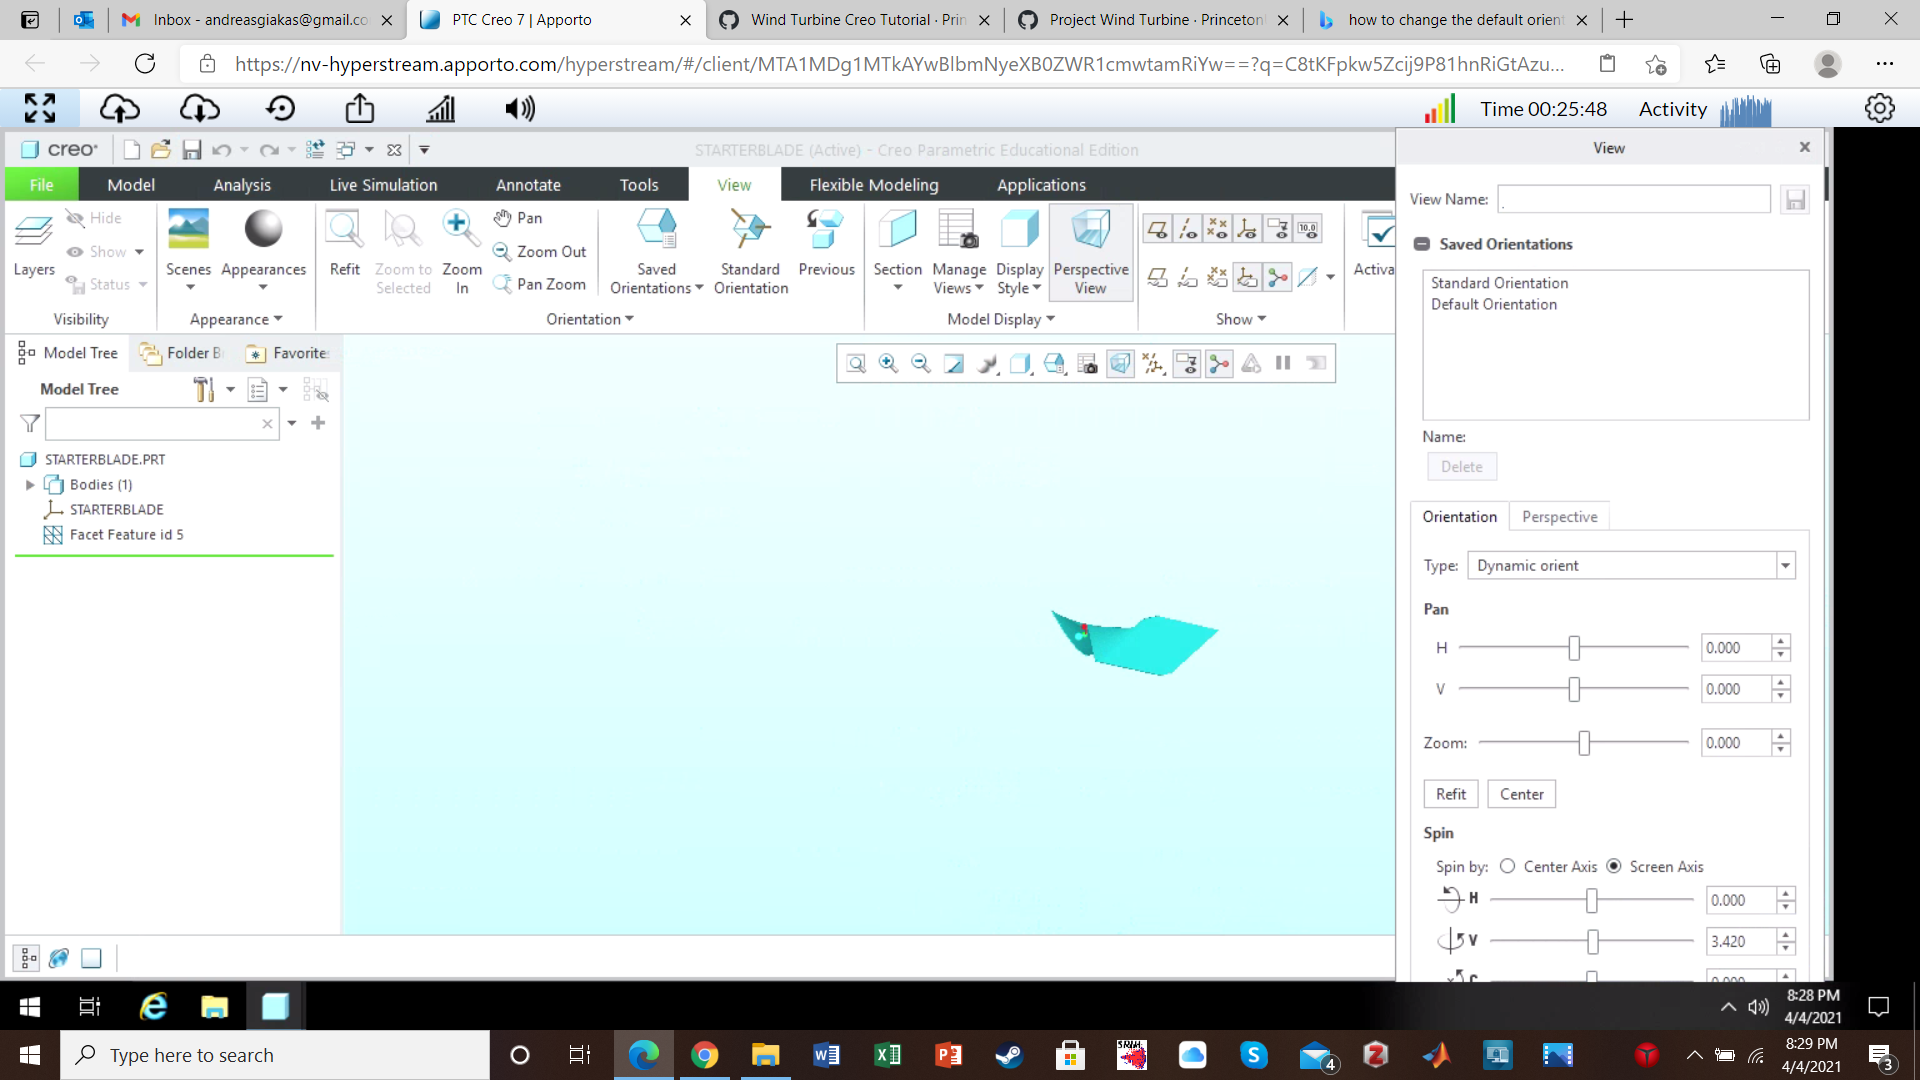 Inbox - andreasgiakas@gmail.co
PTC Creo 7 | Apporto
Wind Turbine Creo Tutorial · Prin
Project Wind Turbine · Princeton
how to change the default orient
https://nv-hyperstream.apporto.com/hyperstream/#/client/MTA1MDg1MTkAYwBlbmNyeXB0ZWR1cmwtamRiYw==?q=C8tKFpkw5Zcij9P81hnRiGtAzu...
Time 00:25:48 Activity
creo
STARTERBLADE (Active) - Creo Parametric Educational Edition
File Model Analysis Live Simulation Annotate Tools View Flexible Modeling Applications
Layers
Hide
Show
Status
Visibility
Scenes
Appearances
Appearance
Refit
Zoom to
Selected
Zoom
In
Pan
Zoom Out
Pan Zoom
Saved
Orientations
Standard
Orientation
Previous
Orientation
Section
Manage
Views
Display
Style
Perspective
View
Model Display
10.0
Show
Activa
Model Tree
Folder B
Favorite
Model Tree
STARTERBLADE.PRT
Bodies (1)
STARTERBLADE
Facet Feature id 5
View
View Name:
Saved Orientations
Standard Orientation
Default Orientation
Name:
Delete
Orientation Perspective
Type: Dynamic orient
Pan
H 0.000
V 0.000
Zoom: 0.000
Refit Center
Spin
Spin by: Center Axis Screen Axis
H 0.000
V 3.420
C 0.000
8:28 PM
4/4/2021
Type here to search
SRIM
4
8:29 PM
4/4/2021
3